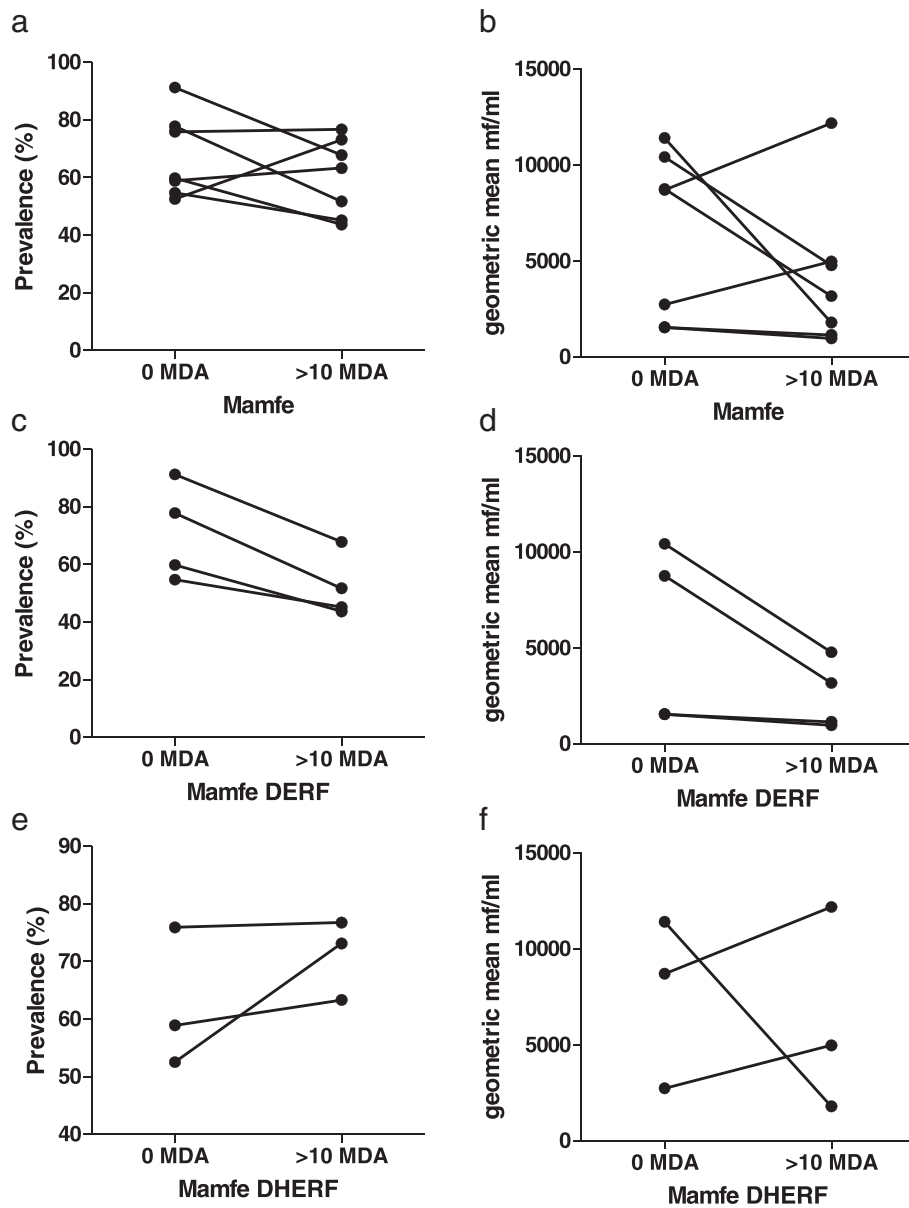 a
Prevalence (%)
100
80
60
40
20
0
0 MDA >10 MDA
Mamfe
b
geometric mean mf/ml
15000
10000
5000
0
0 MDA >10 MDA
Mamfe
c
Prevalence (%)
100
80
60
40
20
0
0 MDA >10 MDA
Mamfe DERF
d
geometric mean mf/ml
15000
10000
5000
0
0 MDA >10 MDA
Mamfe DERF
e
Prevalence (%)
90
80
70
60
50
40
0 MDA >10 MDA
Mamfe DHERF
f
geometric mean mf/ml
15000
10000
5000
0
0 MDA >10 MDA
Mamfe DHERF